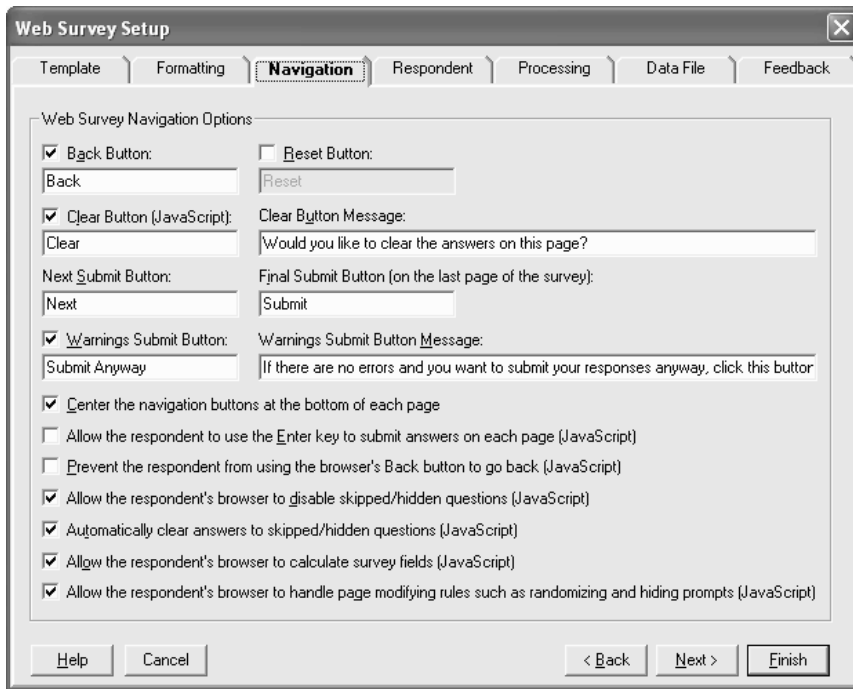 Web Survey Setup
Template Formatting Navigation Respondent Processing Data File Feedback
Web Survey Navigation Options
Back Button: Reset Button:
Back Reset
Clear Button (JavaScript): Clear Button Message:
Clear Would you like to clear the answers on this page?
Next Submit Button: Final Submit Button (on the last page of the survey):
Next Submit
Warnings Submit Button: Warnings Submit Button Message:
Submit Anyway If there are no errors and you want to submit your responses anyway, click this button
Center the navigation buttons at the bottom of each page
Allow the respondent to use the Enter key to submit answers on each page (JavaScript)
Prevent the respondent from using the browser's Back button to go back (JavaScript)
Allow the respondent's browser to disable skipped/hidden questions (JavaScript)
Automatically clear answers to skipped/hidden questions (JavaScript)
Allow the respondent's browser to calculate survey fields (JavaScript)
Allow the respondent's browser to handle page modifying rules such as randomizing and hiding prompts (JavaScript)
Help Cancel < Back Next > Finish